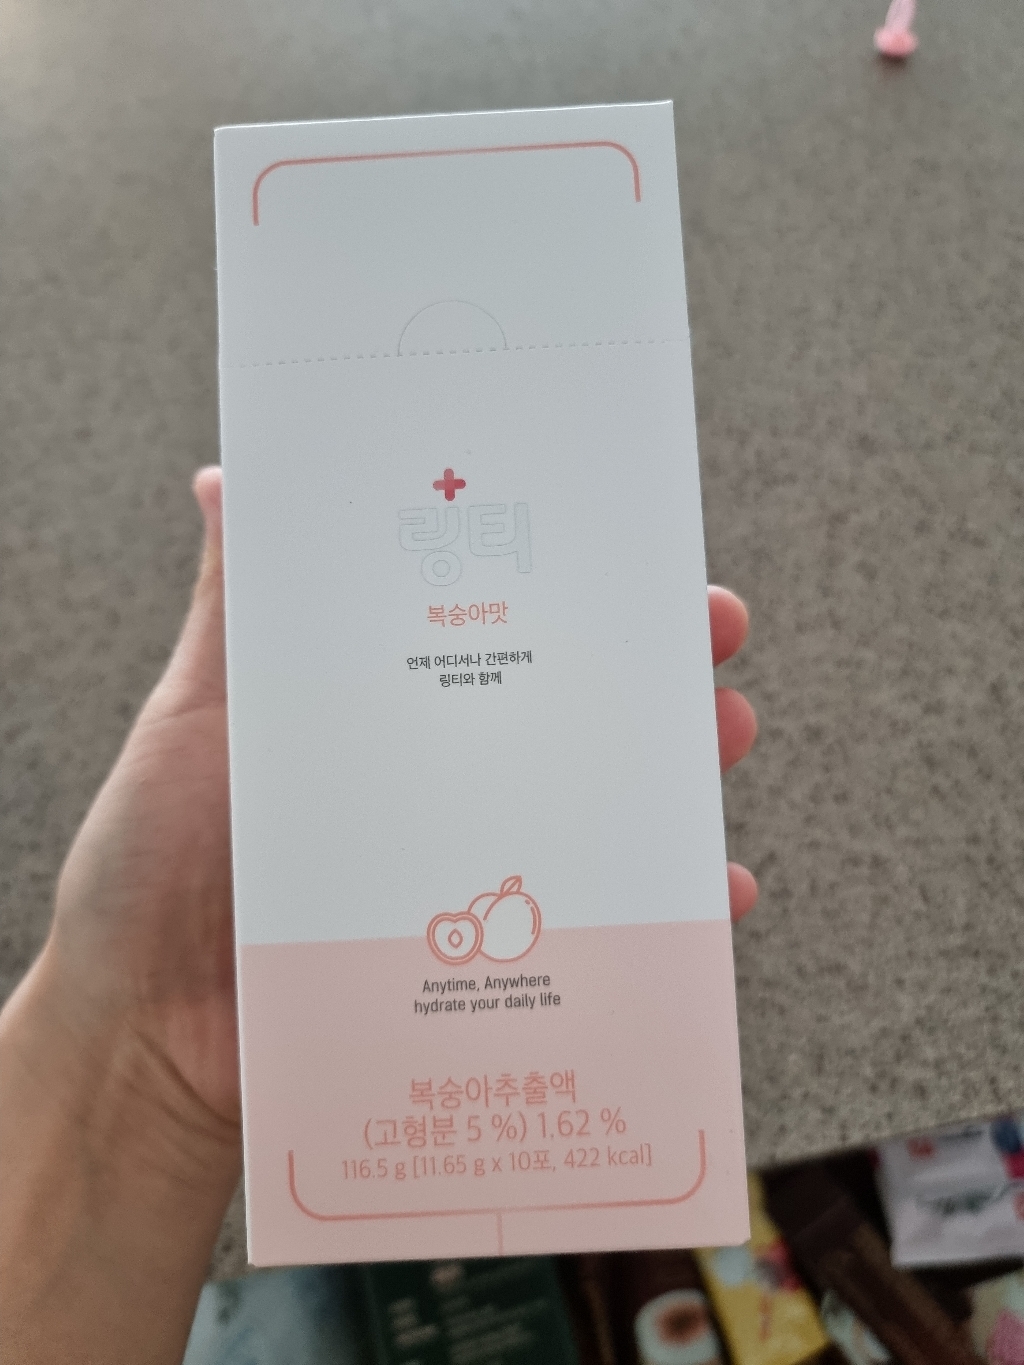 링티
복숭아맛
언제 어디서나 간편하게
링티와 함께
Anytime, Anywhere
hydrate your daily life
복숭아추출액
(고형분 5 %) 1.62 %
116.5 g [11.65 g x 10포, 422 kcal]